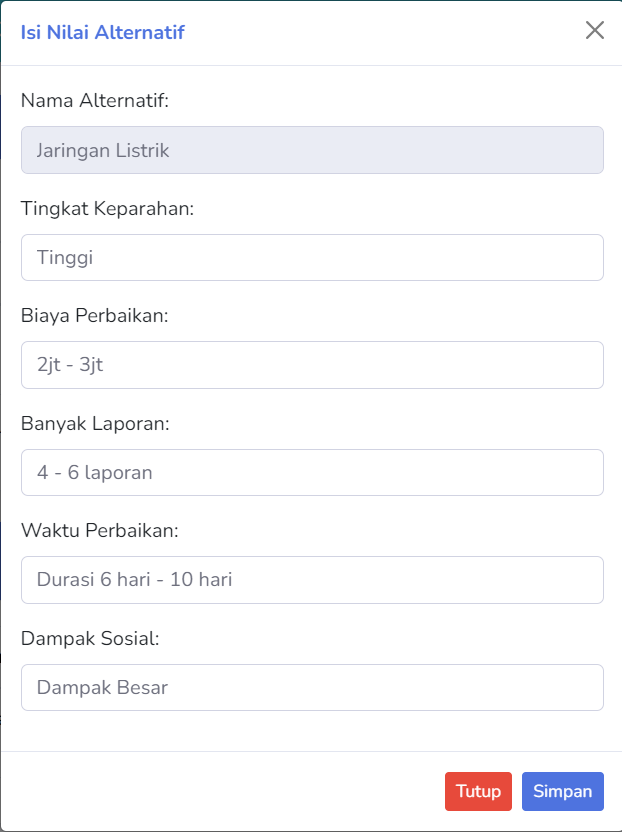 Isi Nilai Alternatif
Nama Alternatif:
Jaringan Listrik
Tingkat Keparahan:
Tinggi
Biaya Perbaikan:
2jt - 3jt
Banyak Laporan:
4 - 6 laporan
Waktu Perbaikan:
Durasi 6 hari - 10 hari
Dampak Sosial:
Dampak Besar
Tutup Simpan